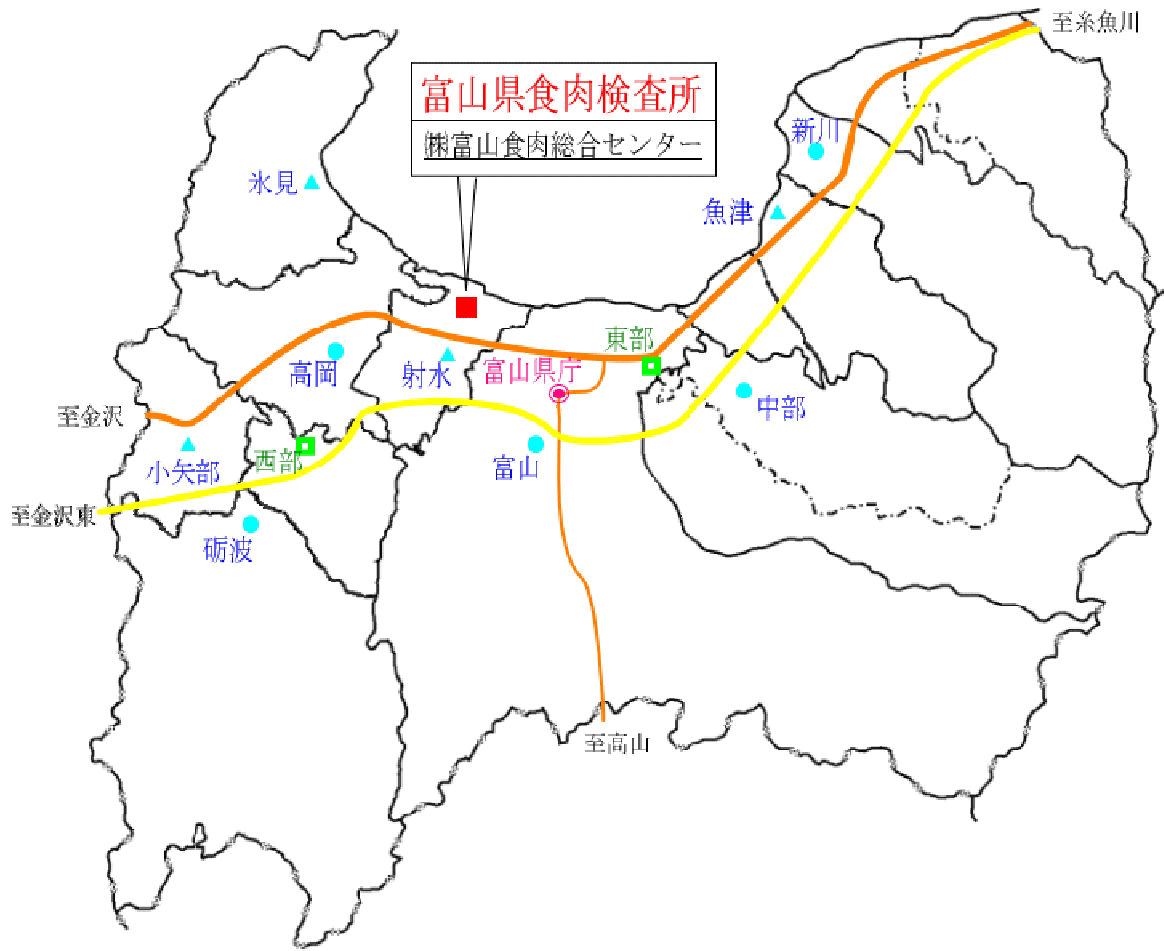 至糸魚川
富山県食肉検査所
㈱富山食肉総合センター
新川
氷見
魚津
東部
高岡
射水
富山県庁
至金沢
中部
小矢部
西部
富山
至金沢東
砺波
至高山